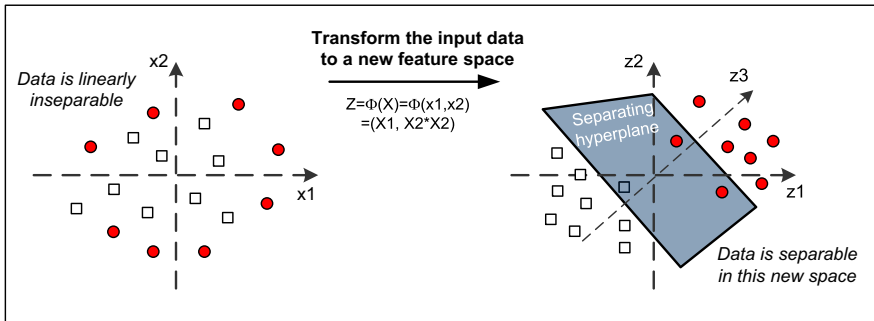 x2
Data is linearly
inseparable
x1
Transform the input data
to a new feature space
Z=Φ(X)=Φ(x1,x2)
=(X1, X2*X2)
z2
z3
Separating
hyperplane
z1
Data is separable
in this new space